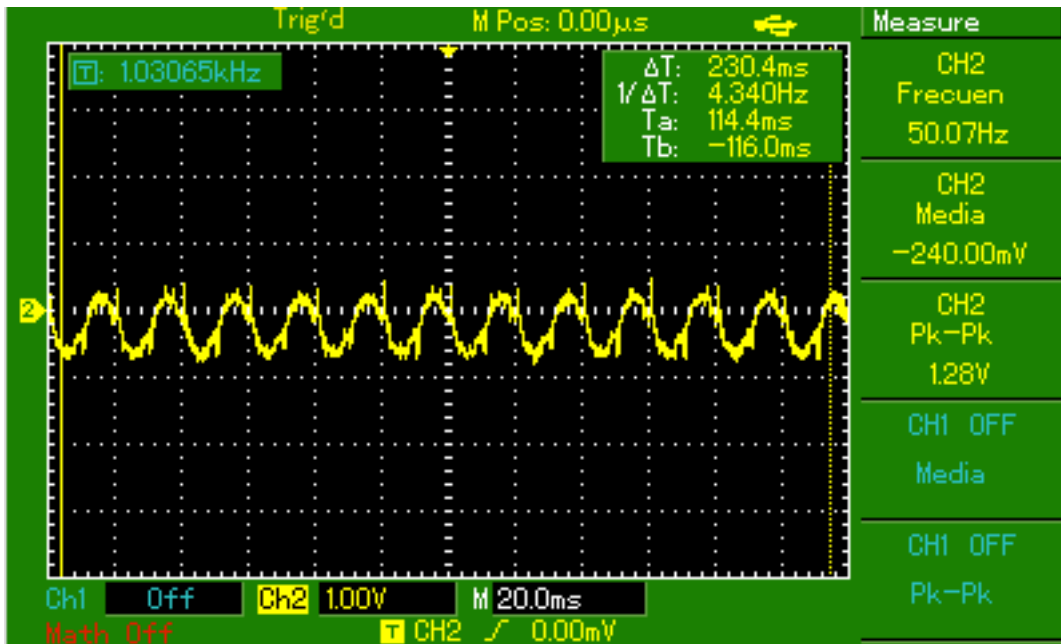 Trig'd M Pos: 0.00µs Measure
T: 1.03065kHz
ΔT: 230.4ms
1/ΔT: 4.340Hz
Ta: 114.4ms
Tb: -116.0ms
CH2
Frecuen
50.07Hz
CH2
Media
-240.00mV
2
CH2
Pk-Pk
1.28V
CH1 OFF
Media
CH1 OFF
Pk-Pk
Ch1 Off Ch2 1.00V M 20.0ms
Math Off T CH2 0.00mV